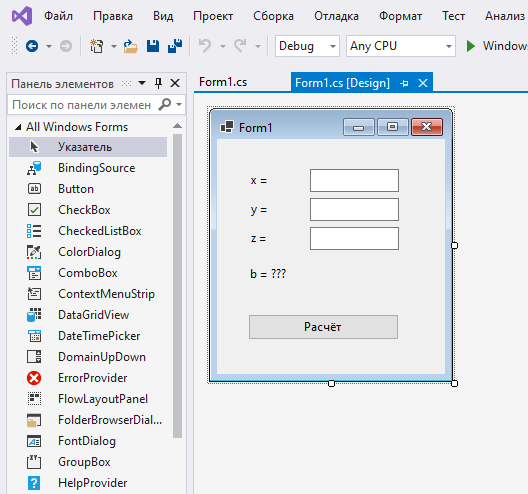 Файл Правка Вид Проект Сборка Отладка Формат Тест Анализ
Debug Any CPU Window
Панель элементов
Form1.cs Form1.cs [Design]
Поиск по панели элемен
All Windows Forms
Указатель
BindingSource
Button
CheckBox
CheckedListBox
ColorDialog
ComboBox
ContextMenuStrip
DataGridView
DateTimePicker
DomainUpDown
ErrorProvider
FlowLayoutPanel
FolderBrowserDial...
FontDialog
GroupBox
HelpProvider
Form1
x =
y =
z =
b = ???
Расчёт